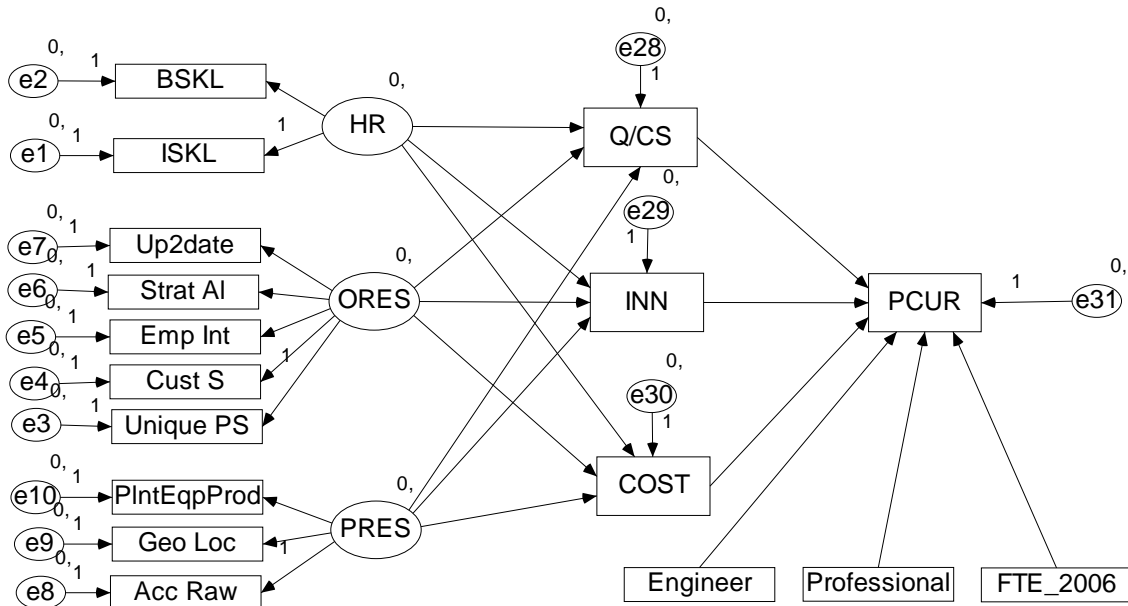 0,
e28
1
0,
e2
1
BSKL
0,
HR
Q/CS
0,
e1
1
ISKL
1
0,
e29
1
0,
e7
1
Up2date
0,
ORES
INN
PCUR
1
0,
e31
0,
e6
1
Strat Al
0,
e5
1
Emp Int
0,
e4
1
Cust S
1
0,
e3
1
Unique PS
0,
e30
1
COST
0,
e10
1
PlntEqpProd
0,
PRES
0,
e9
1
Geo Loc
1
0,
e8
1
Acc Raw
Engineer
Professional
FTE_2006